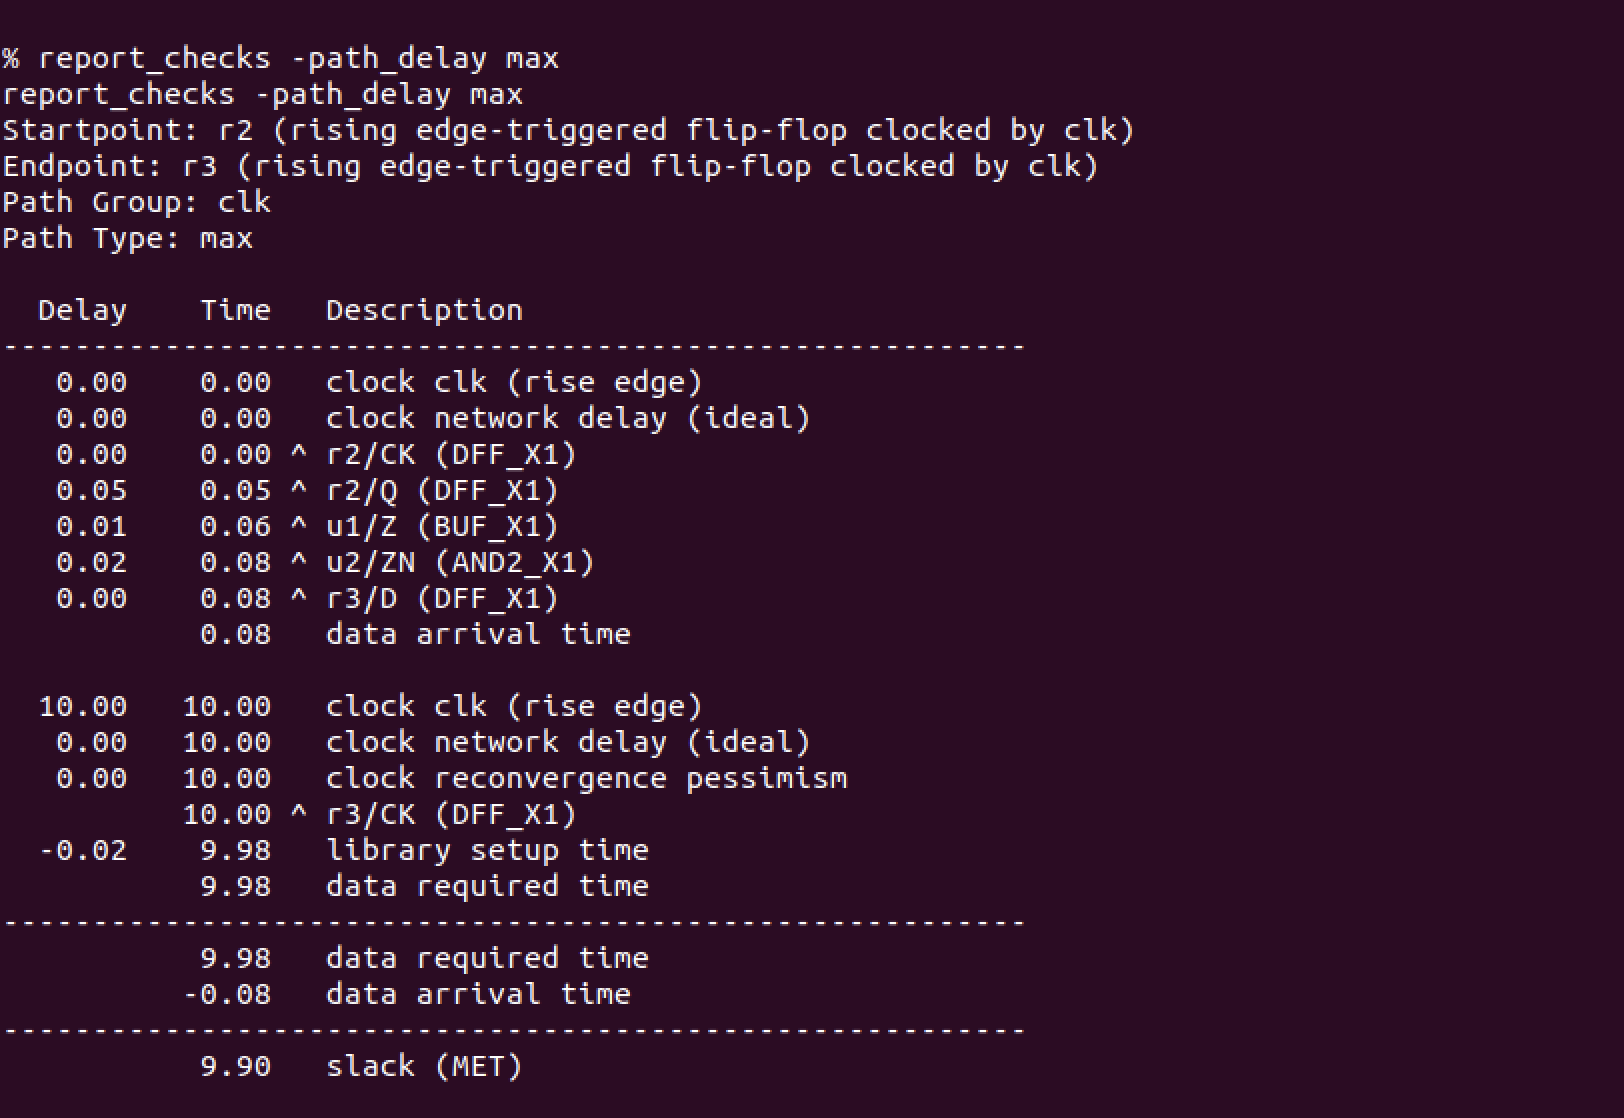 % report_checks -path_delay max
report_checks -path_delay max
Startpoint: r2 (rising edge-triggered flip-flop clocked by clk)
Endpoint: r3 (rising edge-triggered flip-flop clocked by clk)
Path Group: clk
Path Type: max

  Delay    Time   Description
---------------------------------------------------------
   0.00    0.00   clock clk (rise edge)
   0.00    0.00   clock network delay (ideal)
   0.00    0.00 ^ r2/CK (DFF_X1)
   0.05    0.05 ^ r2/Q (DFF_X1)
   0.01    0.06 ^ u1/Z (BUF_X1)
   0.02    0.08 ^ u2/ZN (AND2_X1)
   0.00    0.08 ^ r3/D (DFF_X1)
           0.08   data arrival time

  10.00   10.00   clock clk (rise edge)
   0.00   10.00   clock network delay (ideal)
   0.00   10.00   clock reconvergence pessimism
          10.00 ^ r3/CK (DFF_X1)
  -0.02    9.98   library setup time
           9.98   data required time
---------------------------------------------------------
           9.98   data required time
          -0.08   data arrival time
---------------------------------------------------------
           9.90   slack (MET)